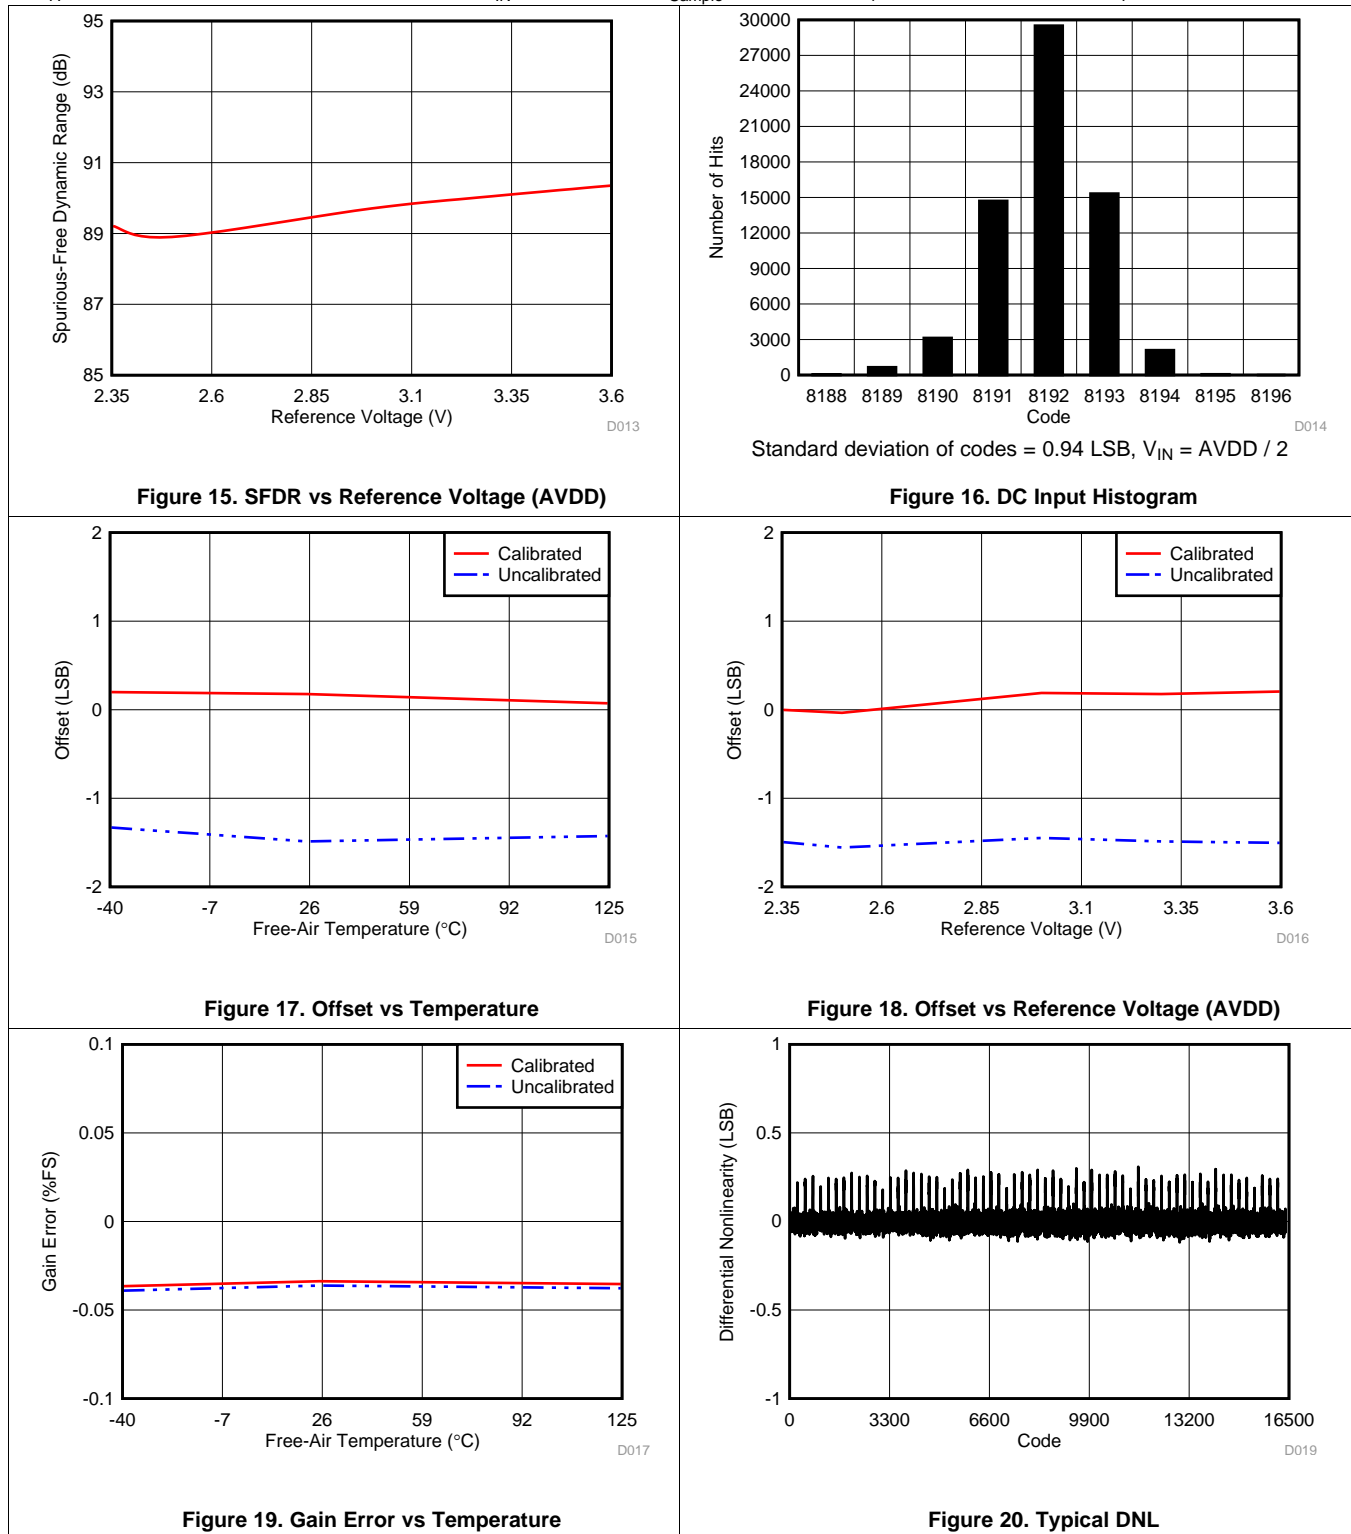 95
93
91
89
87
85
2.35 2.6 2.85 3.1 3.35 3.6
Spurious-Free Dynamic Range (dB)
Reference Voltage (V)
D013
Figure 15. SFDR vs Reference Voltage (AVDD)
30000
27000
24000
21000
18000
15000
12000
9000
6000
3000
0
8188 8189 8190 8191 8192 8193 8194 8195 8196
Number of Hits
Code
D014
Standard deviation of codes = 0.94 LSB, VIN = AVDD / 2
Figure 16. DC Input Histogram
2
1
0
-1
-2
-40 -7 26 59 92 125
Offset (LSB)
Calibrated
Uncalibrated
Free-Air Temperature (°C)
D015
Figure 17. Offset vs Temperature
2
1
0
-1
-2
2.35 2.6 2.85 3.1 3.35 3.6
Offset (LSB)
Calibrated
Uncalibrated
Reference Voltage (V)
D016
Figure 18. Offset vs Reference Voltage (AVDD)
0.1
0.05
0
-0.05
-0.1
-40 -7 26 59 92 125
Gain Error (%FS)
Calibrated
Uncalibrated
Free-Air Temperature (°C)
D017
Figure 19. Gain Error vs Temperature
1
0.5
0
-0.5
-1
0 3300 6600 9900 13200 16500
Differential Nonlinearity (LSB)
Code
D019
Figure 20. Typical DNL